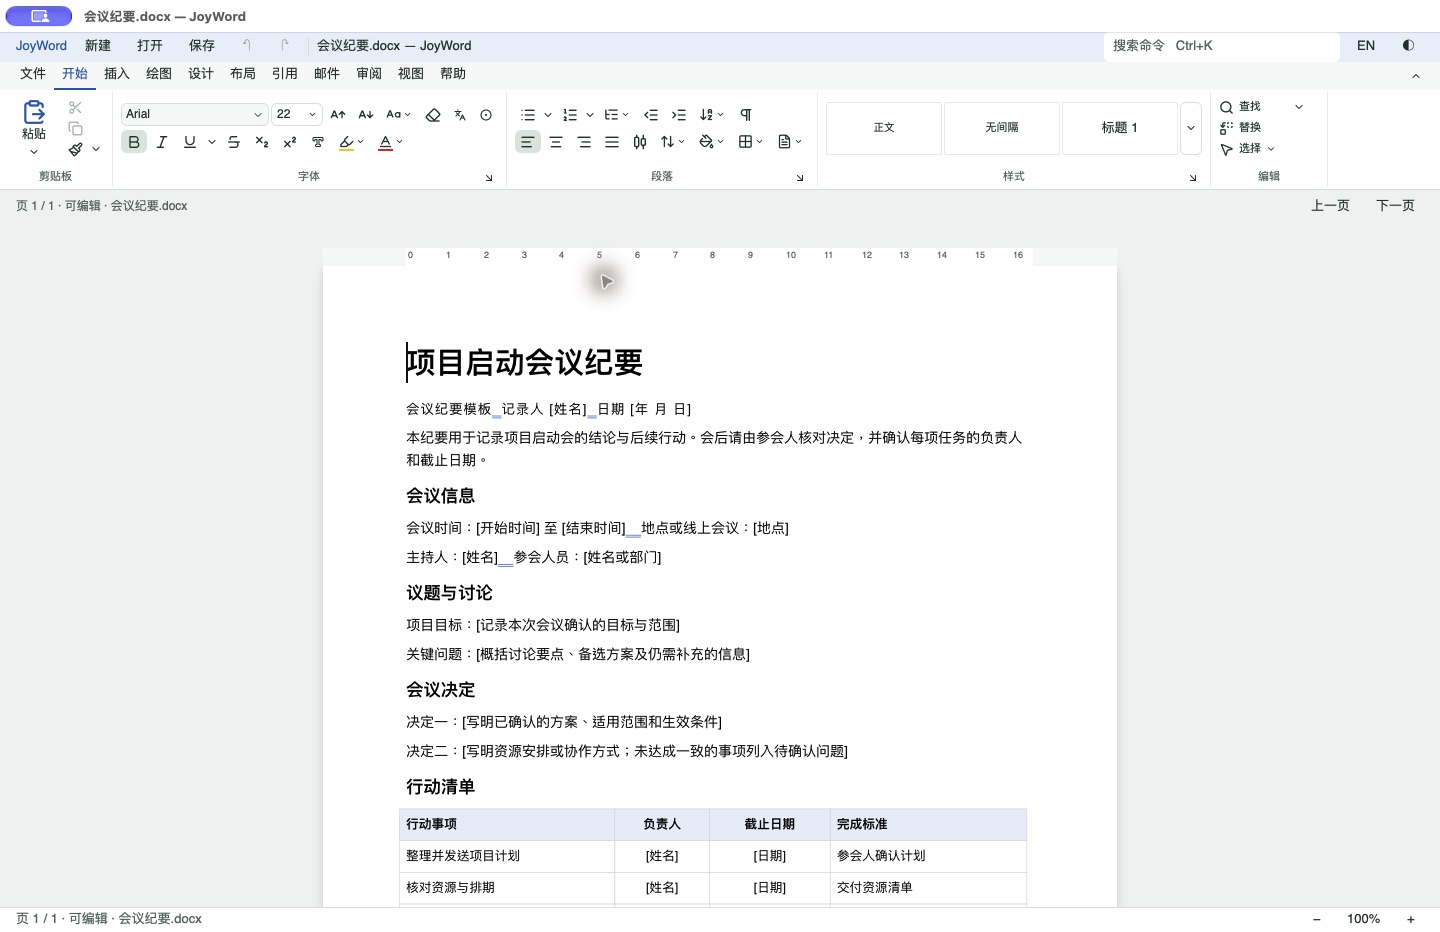 会议纪要.docx — JoyWord
JoyWord 新建 打开 保存 会议纪要.docx — JoyWord 搜索命令 Ctrl+K EN
文件 开始 插入 绘图 设计 布局 引用 邮件 审阅 视图 帮助
Arial 22 A A Aa
粘贴
B I U S X₂ X² A
正文 无间隔 标题 1
查找
替换
选择
剪贴板 字体 段落 样式 编辑
页 1 / 1 · 可编辑 · 会议纪要.docx 上一页 下一页
0 1 2 3 4 5 6 7 8 9 10 11 12 13 14 15 16
项目启动会议纪要
会议纪要模板 记录人 [姓名] 日期 [年 月 日]
本纪要用于记录项目启动会的结论与后续行动。会后请由参会人核对决定，并确认每项任务的负责人
和截止日期。
会议信息
会议时间：[开始时间] 至 [结束时间] 地点或线上会议：[地点]
主持人：[姓名] 参会人员：[姓名或部门]
议题与讨论
项目目标：[记录本次会议确认的目标与范围]
关键问题：[概括讨论要点、备选方案及仍需补充的信息]
会议决定
决定一：[写明已确认的方案、适用范围和生效条件]
决定二：[写明资源安排或协作方式；未达成一致的事项列入待确认问题]
行动清单
行动事项 负责人 截止日期 完成标准
整理并发送项目计划 [姓名] [日期] 参会人确认计划
核对资源与排期 [姓名] [日期] 交付资源清单
页 1 / 1 · 可编辑 · 会议纪要.docx − 100% +